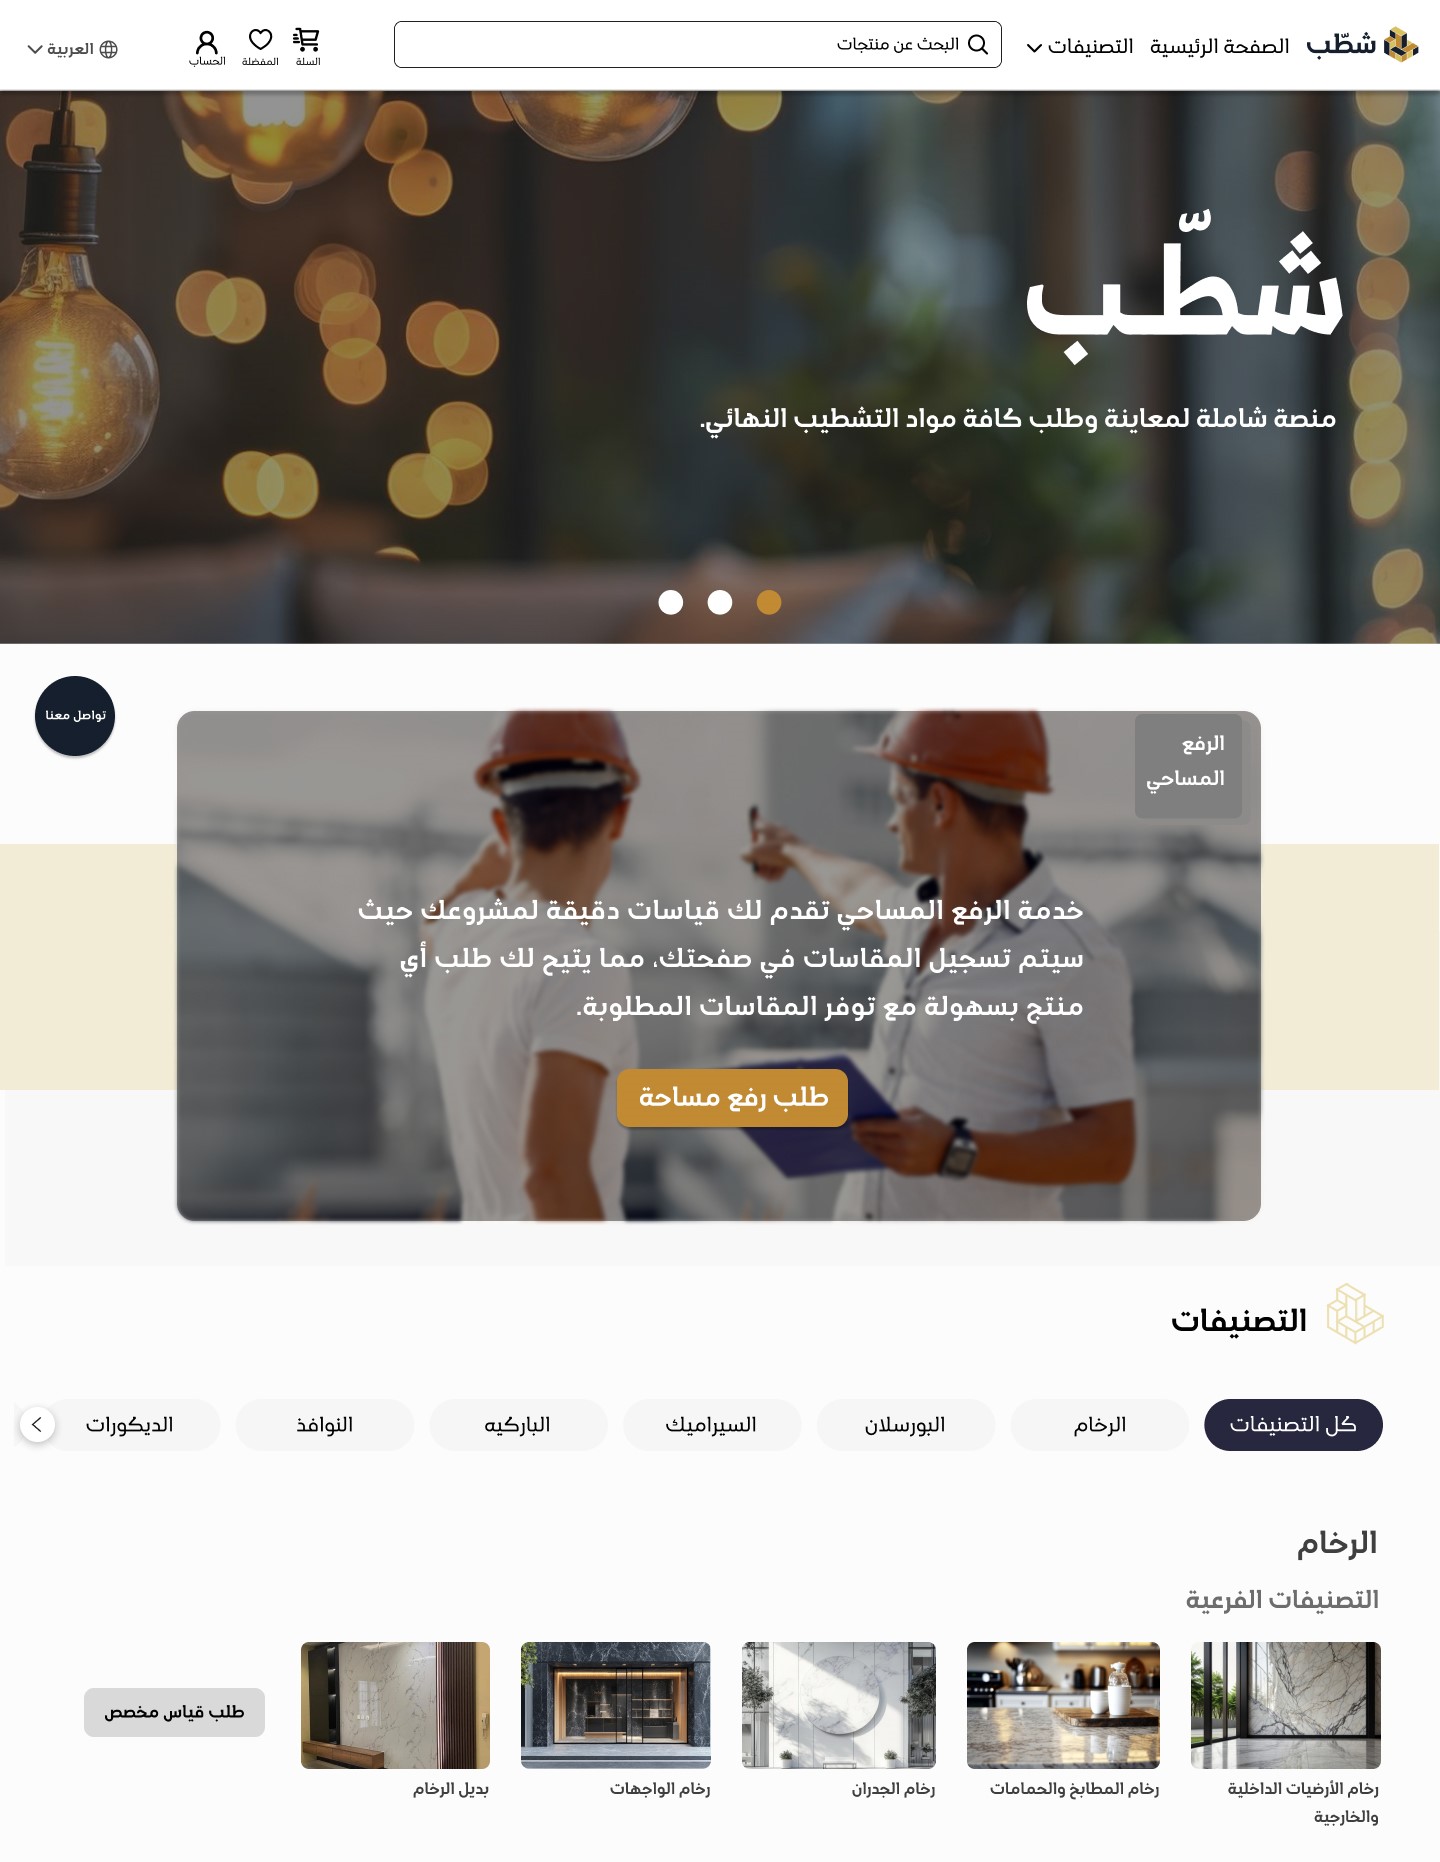 شطّب
الصفحة الرئيسية
التصنيفات
البحث عن منتجات
السلة
المفضلة
الحساب
العربية
شطّب
منصة شاملة لمعاينة وطلب كافة مواد التشطيب النهائي.
تواصل معنا
الرفع
المساحي
خدمة الرفع المساحي تقدم لك قياسات دقيقة لمشروعك حيث
سيتم تسجيل المقاسات في صفحتك، مما يتيح لك طلب أي
منتج بسهولة مع توفر المقاسات المطلوبة.
طلب رفع مساحة
التصنيفات
كل التصنيفات
الرخام
البورسلان
السيراميك
الباركيه
النوافذ
الديكورات
الرخام
التصنيفات الفرعية
رخام الأرضيات الداخلية
والخارجية
رخام المطابخ والحمامات
رخام الجدران
رخام الواجهات
بديل الرخام
طلب قياس مخصص